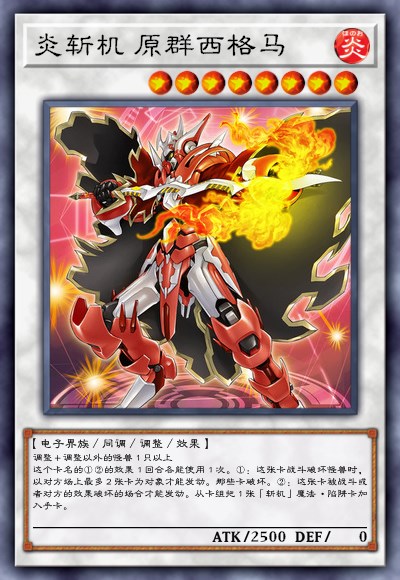 炎斩机 原群西格马
ほのお
炎
【电子界族／同调／调整／效果】
调整＋调整以外的怪兽1只以上
这个卡名的①②的效果1回合各能使用1次。①：这张卡战斗破坏怪兽时，
以对方场上最多2张卡为对象才能发动。那些卡破坏。②：这张卡被战斗或
者对方的效果破坏的场合才能发动。从卡组把1张「斩机」魔法·陷阱卡加
入手卡。
ATK/2500 DEF/ 0